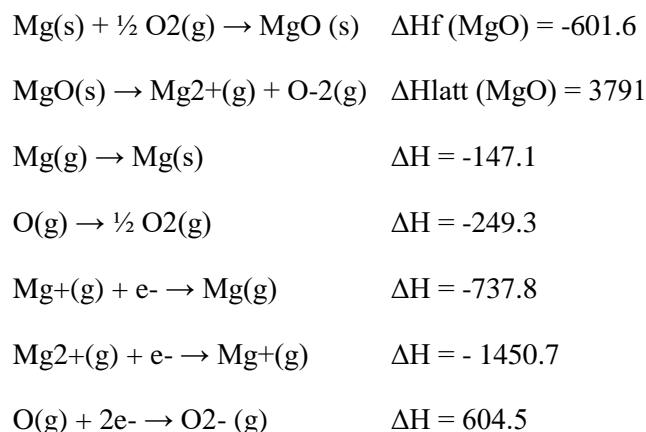 Mg(s) + ½ O2(g) → MgO (s) ΔHf (MgO) = -601.6
MgO(s) → Mg2+(g) + O-2(g) ΔHlatt (MgO) = 3791
Mg(g) → Mg(s) ΔH = -147.1
O(g) → ½ O2(g) ΔH = -249.3
Mg+(g) + e- → Mg(g) ΔH = -737.8
Mg2+(g) + e- → Mg+(g) ΔH = - 1450.7
O(g) + 2e- → O2- (g) ΔH = 604.5